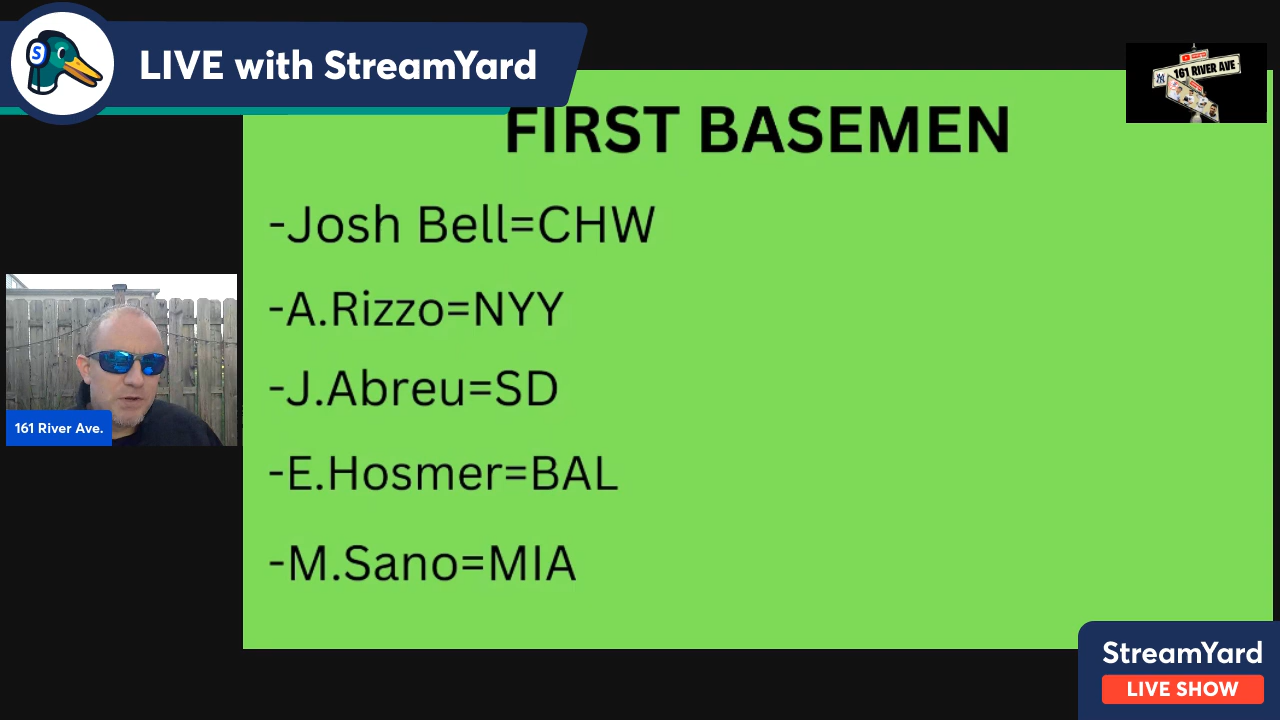 S
LIVE with StreamYard
161 RIVER AVE
FIRST BASEMEN
-Josh Bell=CHW
-A.Rizzo=NYY
-J.Abreu=SD
-E.Hosmer=BAL
-M.Sano=MIA
161 River Ave.
StreamYard
LIVE SHOW